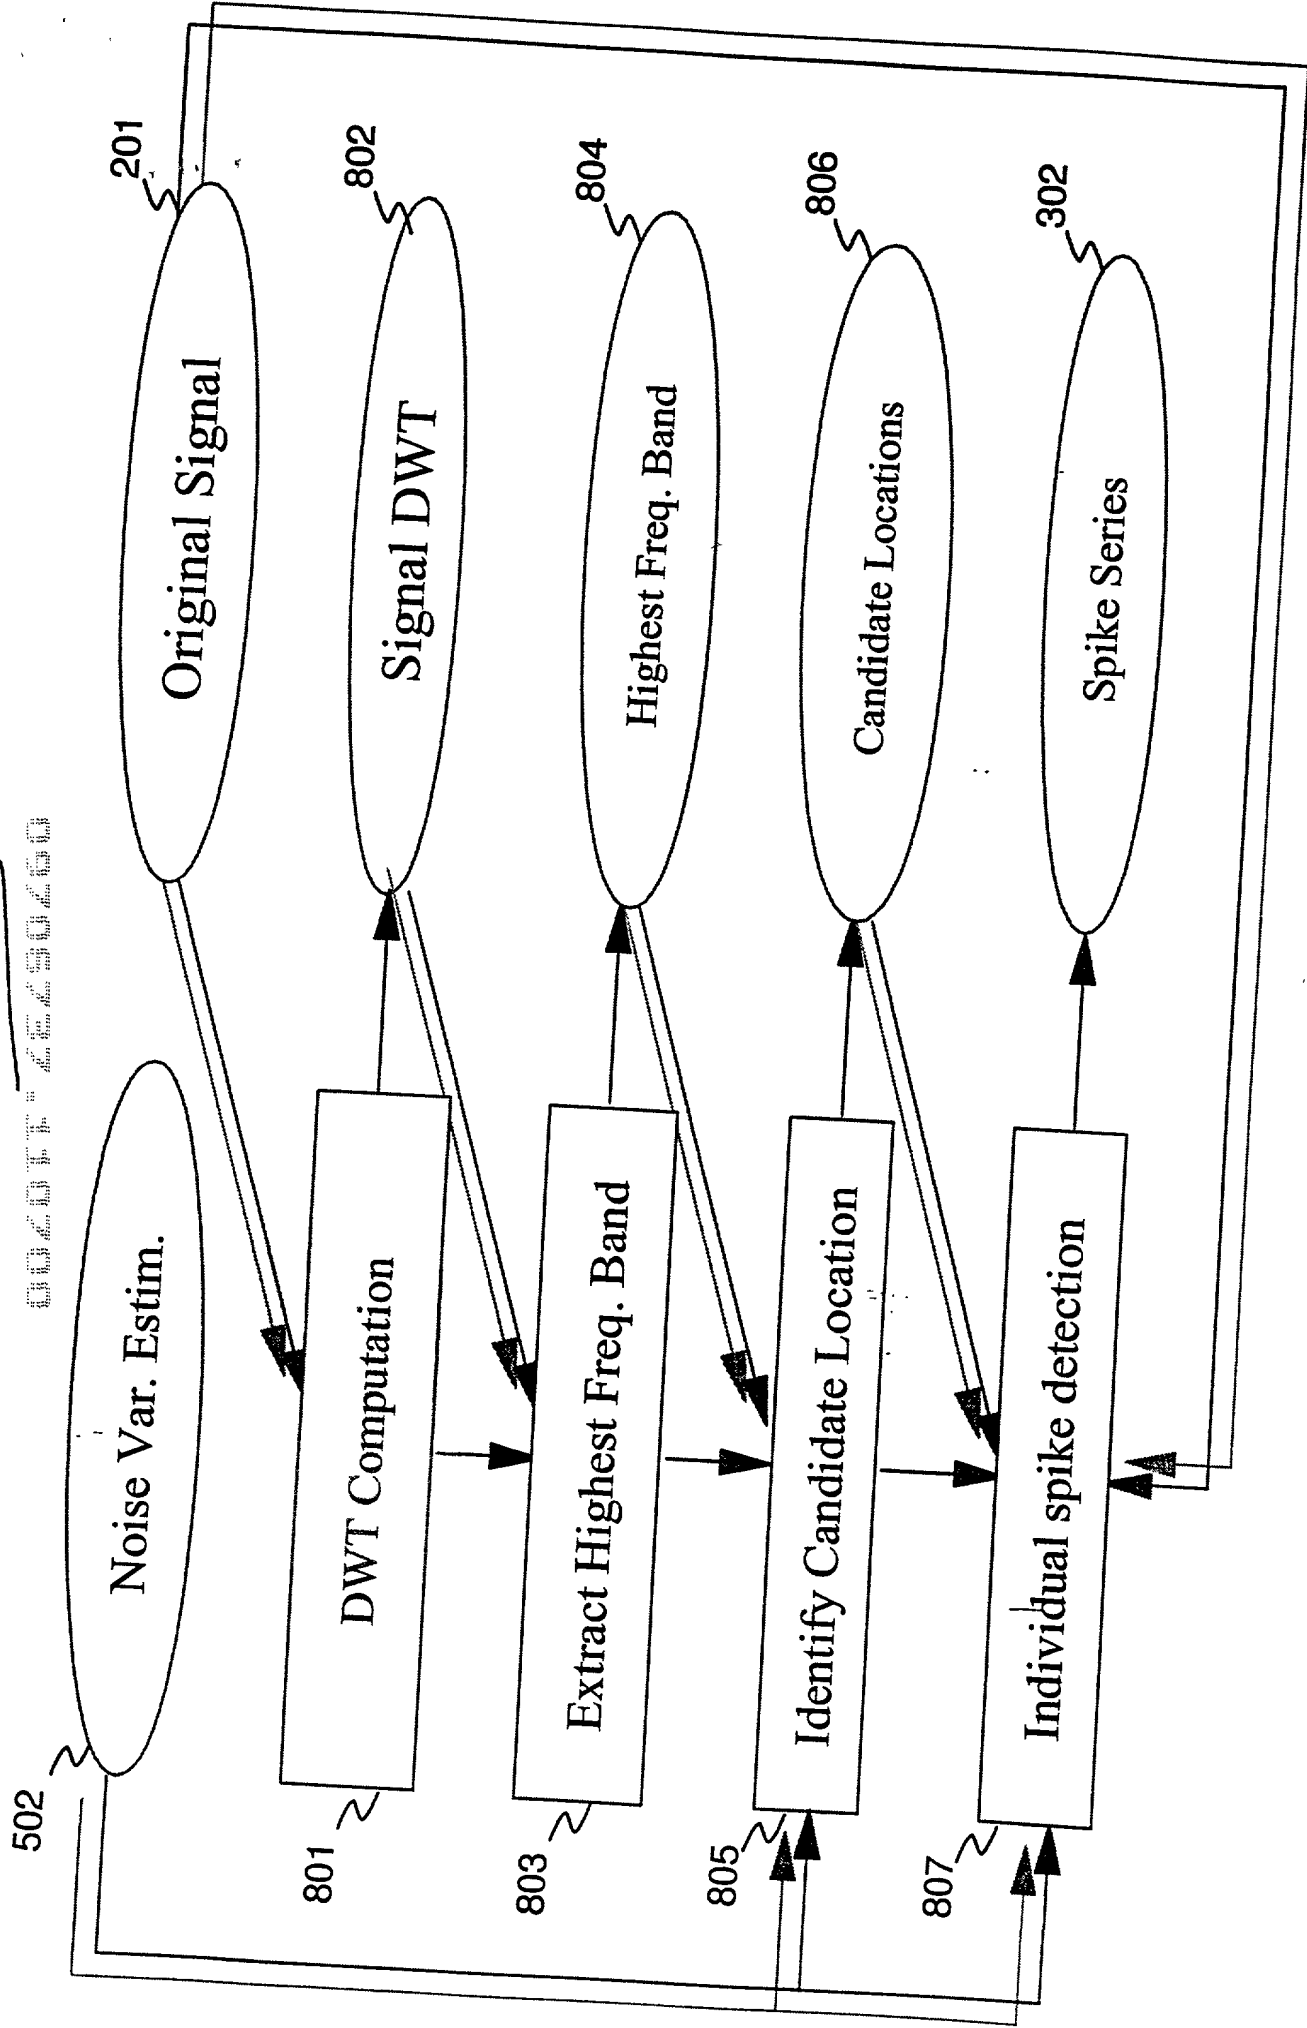 502
Noise Var. Estim.
Original Signal
201
801
DWT Computation
Signal DWT
802
803
Extract Highest Freq. Band
Highest Freq. Band
804
805
Identify Candidate Location
Candidate Locations
806
807
Individual spike detection
Spike Series
302